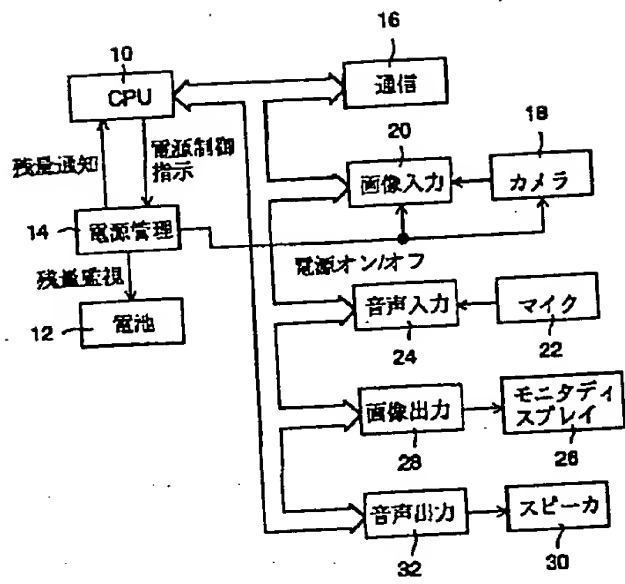 16
10
CPU
通信
18
20
残量通知
電源制御
指示
画像入力
カメラ
14
電源管理
電源オン/オフ
残量監視
12
電池
音声入力
マイク
24
22
画像出力
モニタディ
スプレイ
28
26
音声出力
スピーカ
32
30